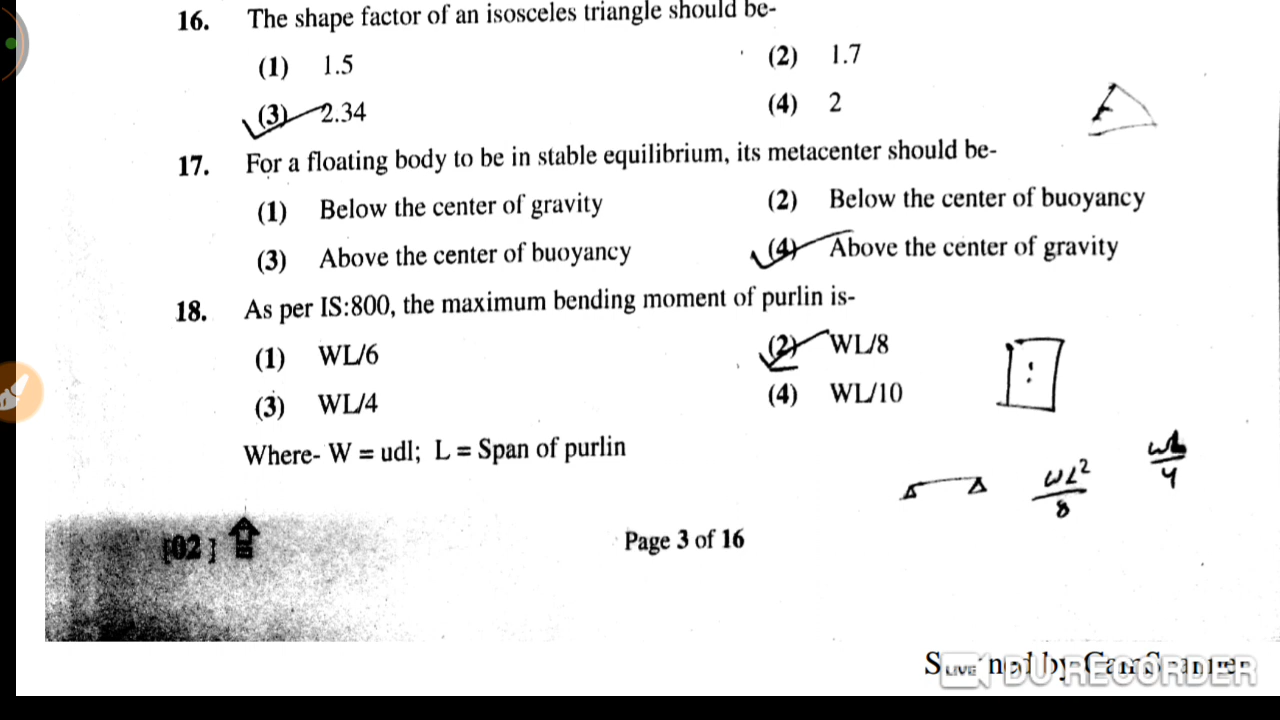 16. The shape factor of an isosceles triangle should be-
(1) 1.5 (2) 1.7
(3) 2.34 (4) 2
17. For a floating body to be in stable equilibrium, its metacenter should be-
(1) Below the center of gravity (2) Below the center of buoyancy
(3) Above the center of buoyancy (4) Above the center of gravity
18. As per IS:800, the maximum bending moment of purlin is-
(1) WL/6 (2) WL/8
(3) WL/4 (4) WL/10
Where- W = udl; L = Span of purlin
wL/4
wL²/8
[02]
Page 3 of 16
by CamScanner
LIVE DU RECORDER